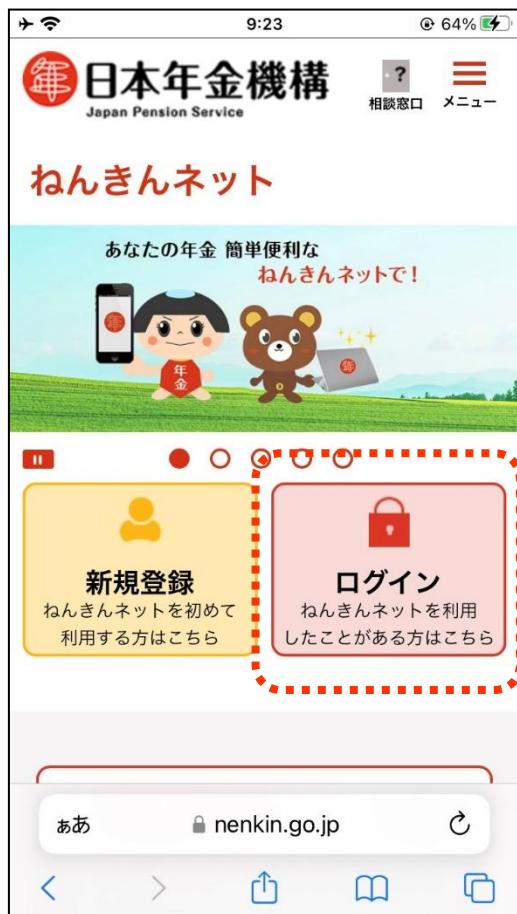 9:23
64%
年
日本年金機構
Japan Pension Service
?
相談窓口
メニュー
ねんきんネット
あなたの年金 簡単便利な
ねんきんネットで!
年
年金
年
新規登録
ねんきんネットを初めて
利用する方はこちら
ログイン
ねんきんネットを利用
したことがある方はこちら
ぁあ
nenkin.go.jp